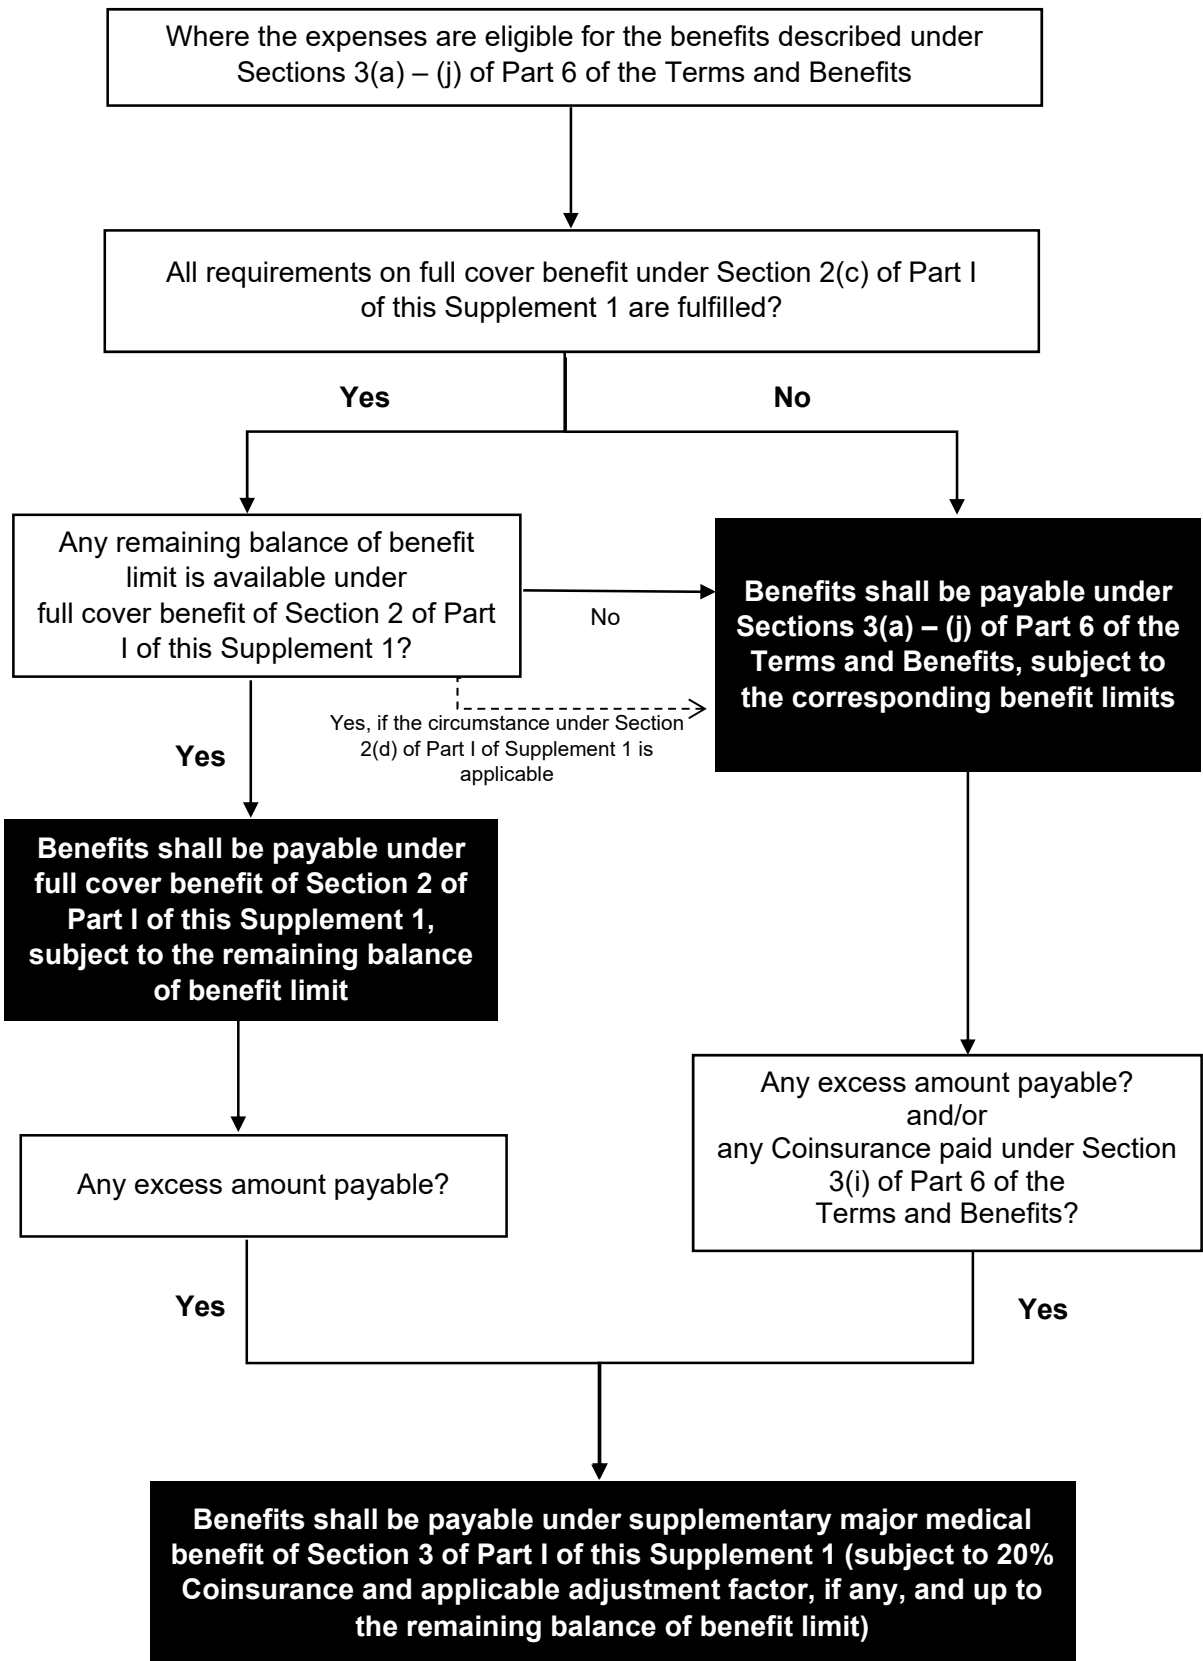 Where the expenses are eligible for the benefits described under
Sections 3(a) – (j) of Part 6 of the Terms and Benefits
All requirements on full cover benefit under Section 2(c) of Part I
of this Supplement 1 are fulfilled?
Yes
No
Any remaining balance of benefit
limit is available under
full cover benefit of Section 2 of Part
I of this Supplement 1?
No
Benefits shall be payable under
Sections 3(a) – (j) of Part 6 of the
Terms and Benefits, subject to
the corresponding benefit limits
Yes, if the circumstance under Section
2(d) of Part I of Supplement 1 is
applicable
Yes
Benefits shall be payable under
full cover benefit of Section 2 of
Part I of this Supplement 1,
subject to the remaining balance
of benefit limit
Any excess amount payable?
and/or
any Coinsurance paid under Section
3(i) of Part 6 of the
Terms and Benefits?
Any excess amount payable?
Yes
Yes
Benefits shall be payable under supplementary major medical
benefit of Section 3 of Part I of this Supplement 1 (subject to 20%
Coinsurance and applicable adjustment factor, if any, and up to
the remaining balance of benefit limit)